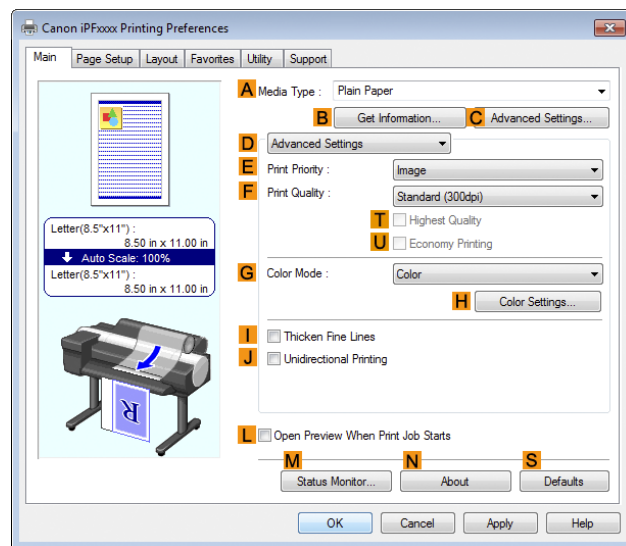 Canon iPFxxxx Printing Preferences
Main Page Setup Layout Favorites Utility Support
A Media Type : Plain Paper
B Get Information... C Advanced Settings...
D Advanced Settings
E Print Priority : Image
F Print Quality : Standard (300dpi)
T Highest Quality
U Economy Printing
Letter(8.5"x11") :
8.50 in x 11.00 in
Auto Scale: 100%
Letter(8.5"x11") :
8.50 in x 11.00 in
G Color Mode : Color
H Color Settings...
I Thicken Fine Lines
J Unidirectional Printing
R
L Open Preview When Print Job Starts
M N S
Status Monitor... About Defaults
OK Cancel Apply Help